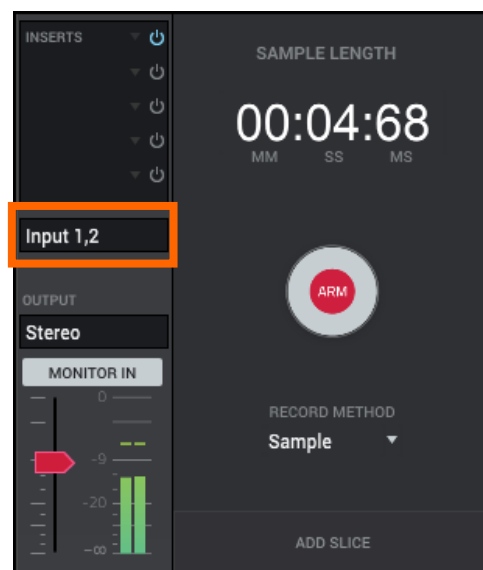 INSERTS
Input 1,2
OUTPUT
Stereo
MONITOR IN
0
-9
-20
-∞
SAMPLE LENGTH
00:04:68
MM SS MS
ARM
RECORD METHOD
Sample
ADD SLICE